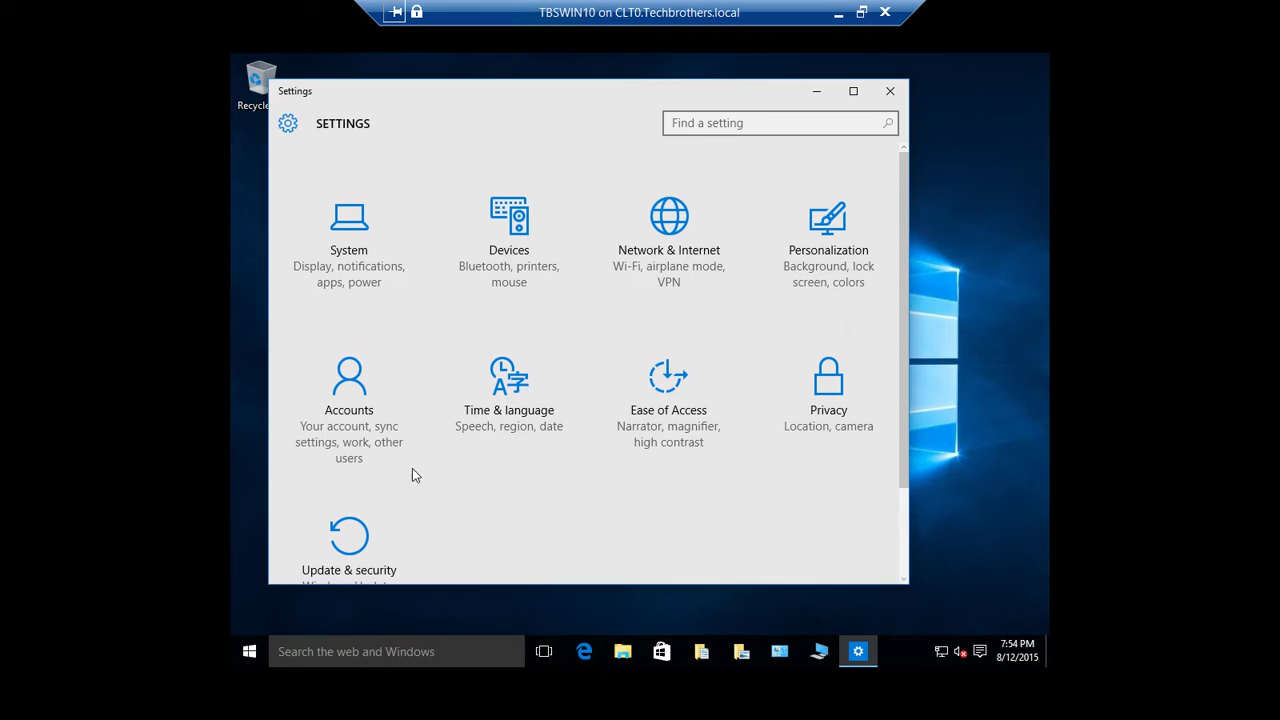 TBSWIN10 on CLT0.Techbrothers.local
Recycle
Settings
SETTINGS
Find a setting
System
Display, notifications,
apps, power
Devices
Bluetooth, printers,
mouse
Network & Internet
Wi-Fi, airplane mode,
VPN
Personalization
Background, lock
screen, colors
Accounts
Your account, sync
settings, work, other
users
Time & language
Speech, region, date
Ease of Access
Narrator, magnifier,
high contrast
Privacy
Location, camera
Update & security
Search the web and Windows
7:54 PM
8/12/2015